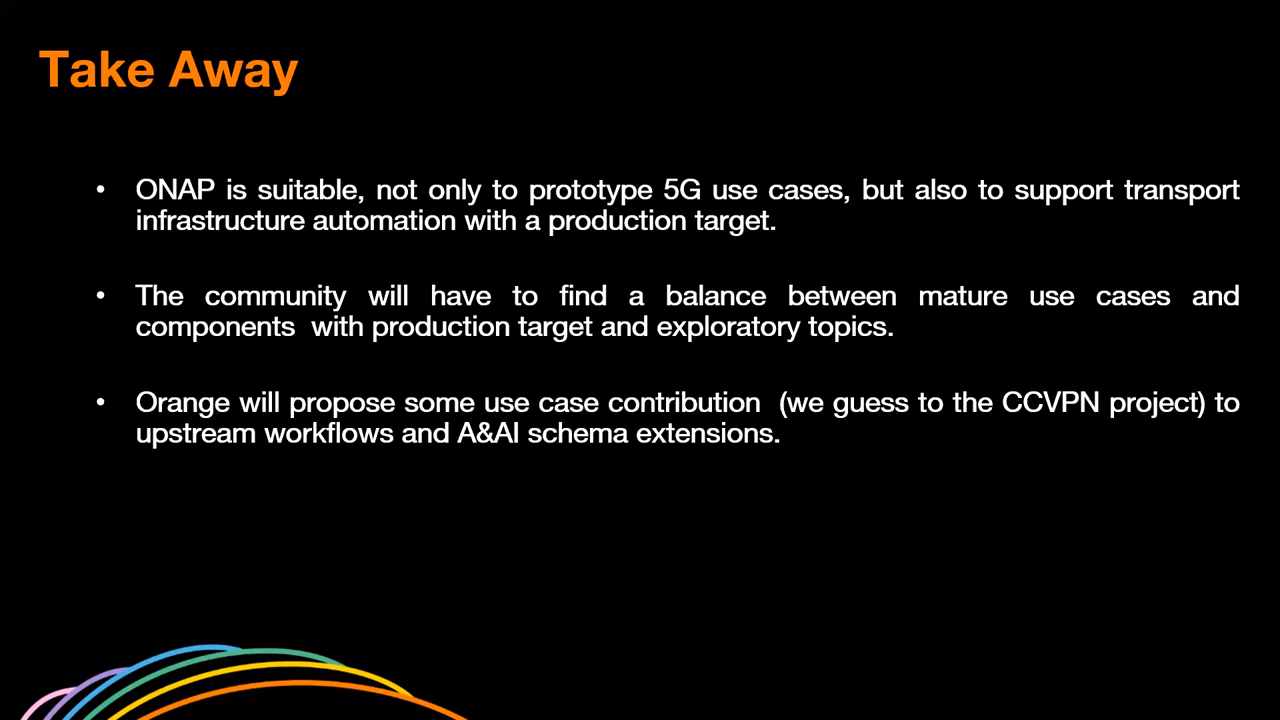 Take Away
• ONAP is suitable, not only to prototype 5G use cases, but also to support transport
infrastructure automation with a production target.
• The community will have to find a balance between mature use cases and
components  with production target and exploratory topics.
• Orange will propose some use case contribution  (we guess to the CCVPN project) to
upstream workflows and A&AI schema extensions.